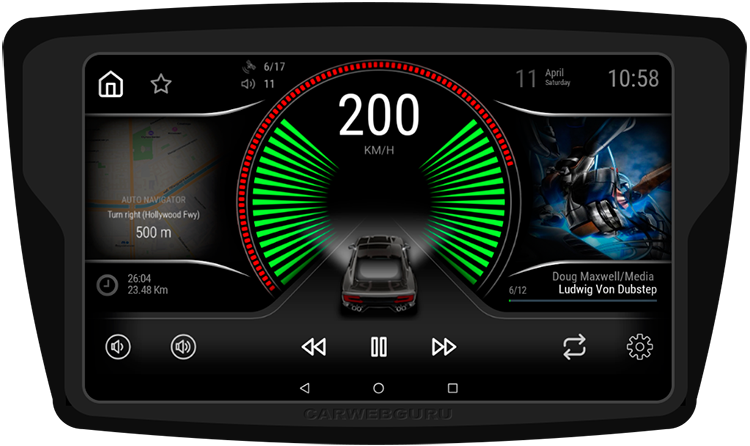 6/17
11
200
KM/H
11
April
Saturday
10:58
AUTO NAVIGATOR
Turn right (Hollywood Fwy)
500 m
26:04
23.48 Km
Doug Maxwell/Media
6/12
Ludwig Von Dubstep
CARWEBGURU